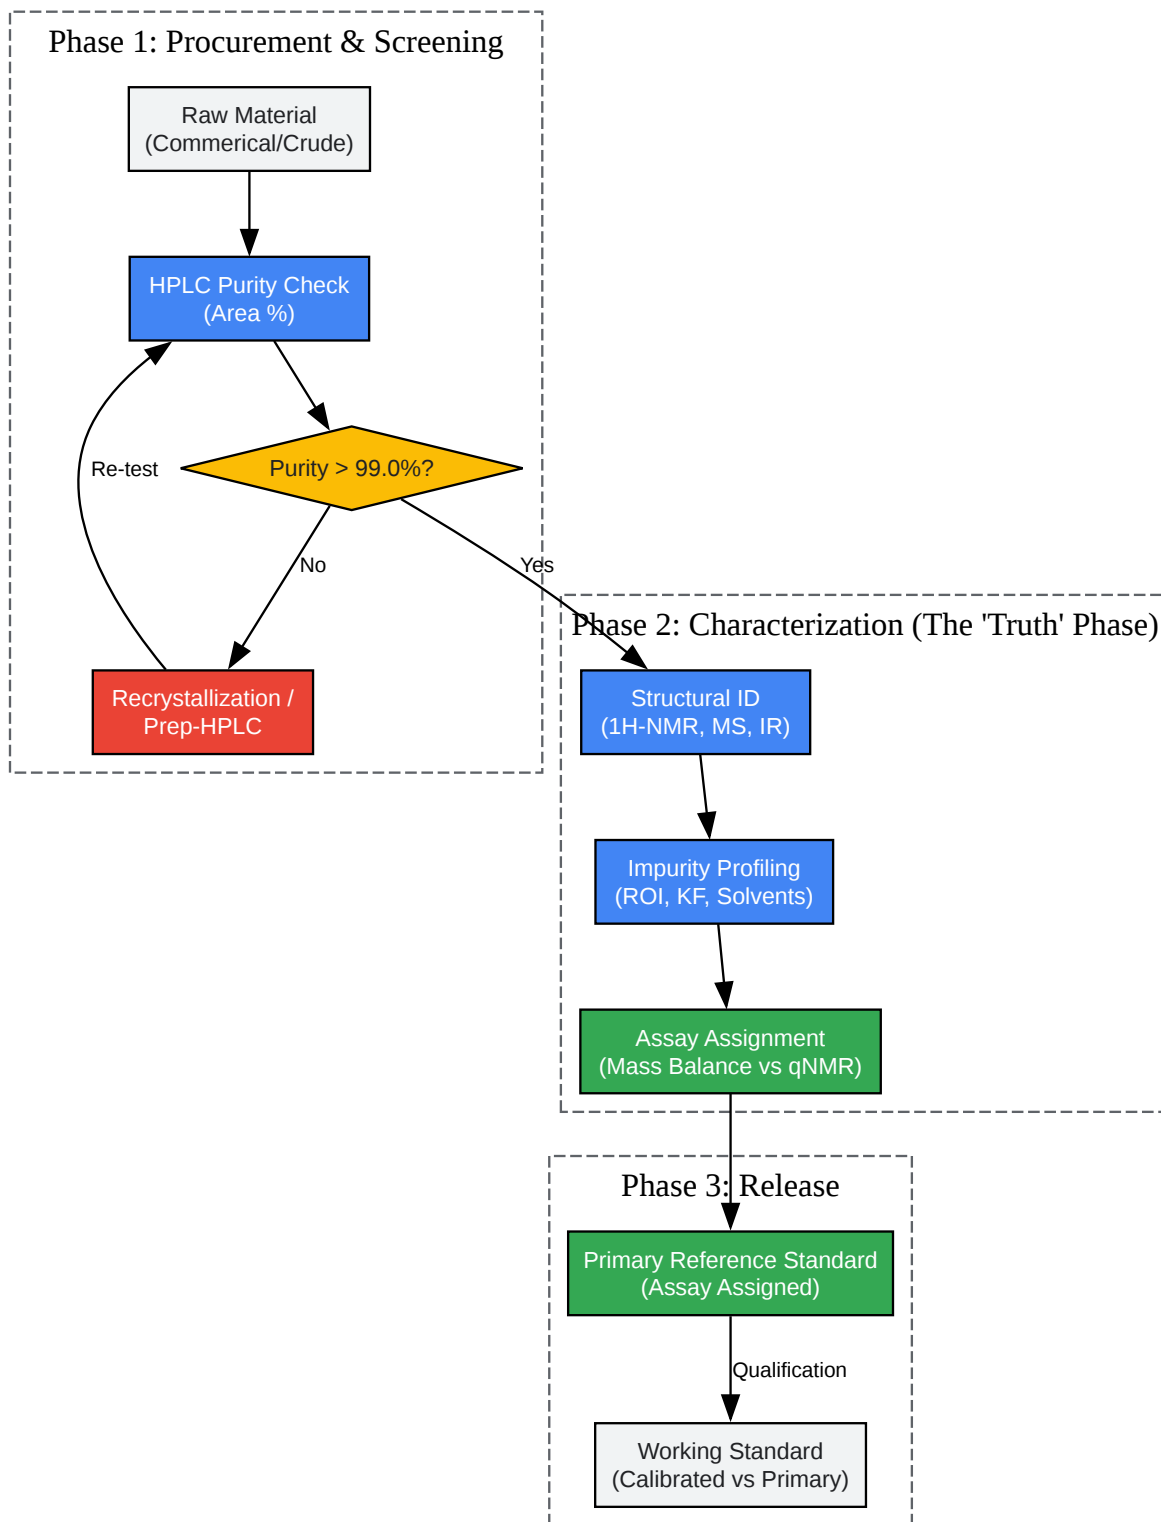 Phase 1: Procurement & Screening
Raw Material
(Commerical/Crude)
HPLC Purity Check
(Area %)
Re-test
Purity > 99.0%?
No
Yes
Recrystallization /
Prep-HPLC
Phase 2: Characterization (The 'Truth' Phase)
Structural ID
(1H-NMR, MS, IR)
Impurity Profiling
(ROI, KF, Solvents)
Assay Assignment
(Mass Balance vs qNMR)
Phase 3: Release
Primary Reference Standard
(Assay Assigned)
Qualification
Working Standard
(Calibrated vs Primary)